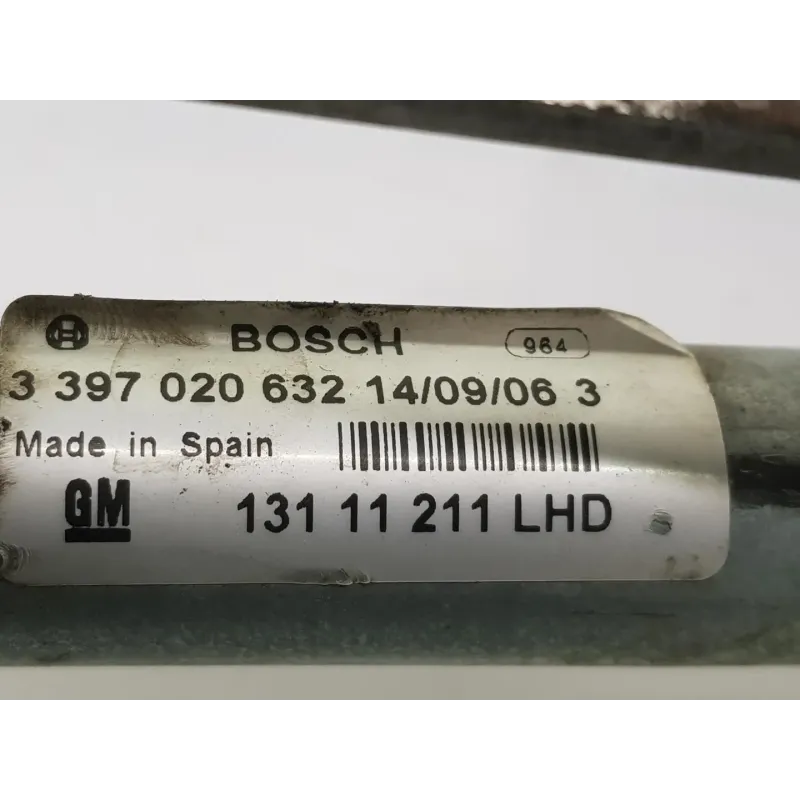 BOSCH 964
3 397 020 632 14/09/06 3
Made in Spain
GM 131 11 211 LHD